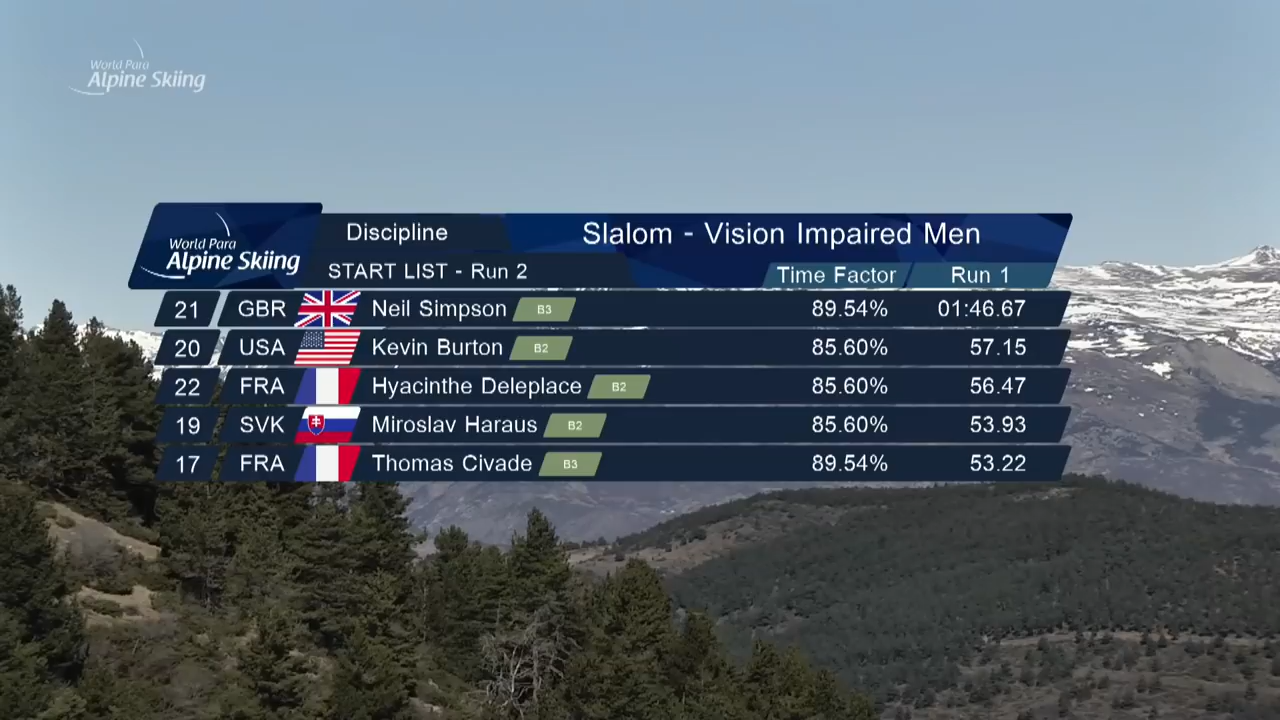 World Para
Alpine Skiing
World Para
Alpine Skiing
Discipline Slalom - Vision Impaired Men
START LIST - Run 2 Time Factor Run 1
21 GBR Neil Simpson B3 89.54% 01:46.67
20 USA Kevin Burton B2 85.60% 57.15
22 FRA Hyacinthe Deleplace B2 85.60% 56.47
19 SVK Miroslav Haraus B2 85.60% 53.93
17 FRA Thomas Civade B3 89.54% 53.22